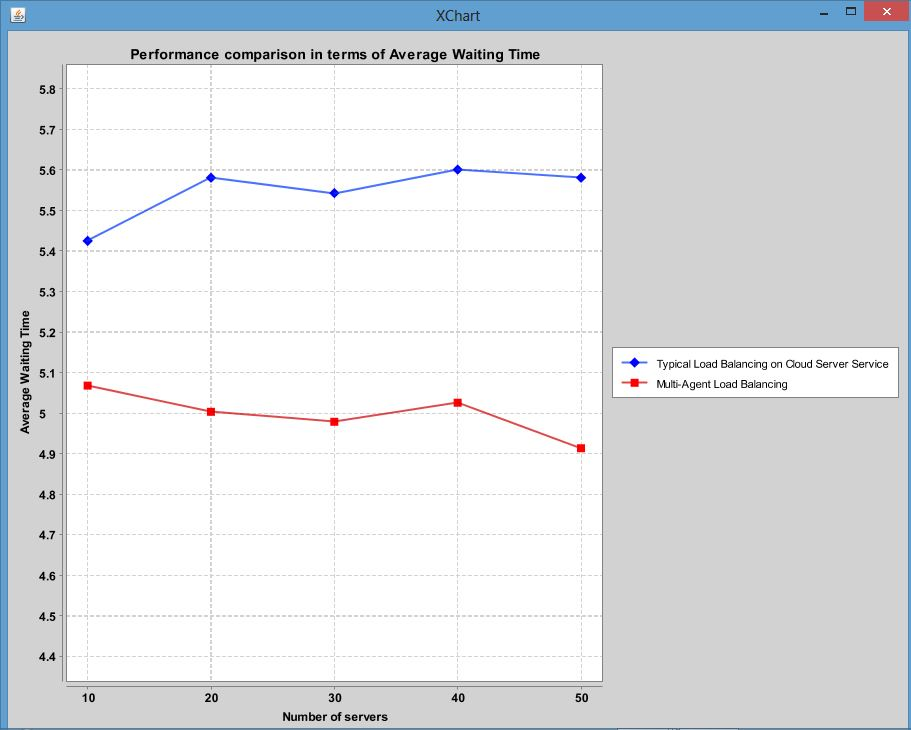 XChart
Performance comparison in terms of Average Waiting Time
5.8
5.7
5.6
5.5
5.4
5.3
5.2
5.1
5
4.9
4.8
4.7
4.6
4.5
4.4
Average Waiting Time
10 20 30 40 50
Number of servers
Typical Load Balancing on Cloud Server Service
Multi-Agent Load Balancing